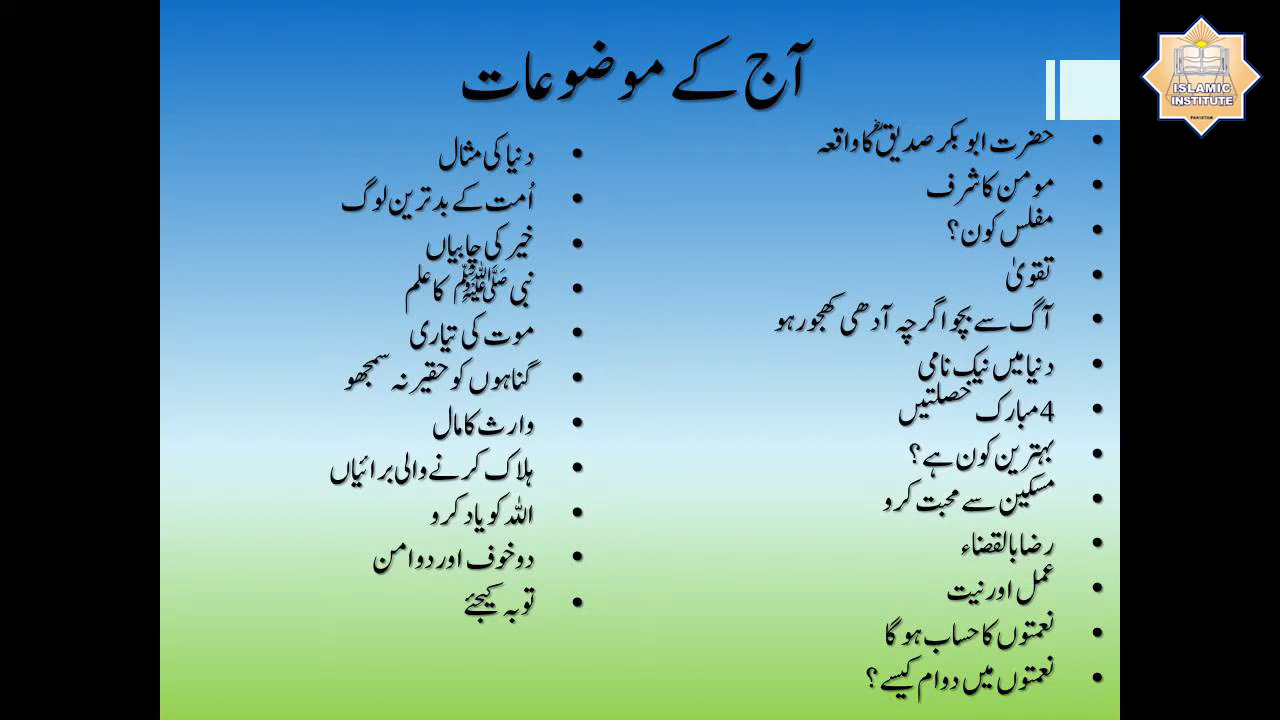 آج کے موضوعات
• حضرت ابو بکر صدیقؓ کا واقعہ
• مومن کا شرف
• مفلس کون؟
• تقویٰ
• آگ سے بچو اگرچہ آدھی کھجور ہو
• دنیا میں نیک نامی
• 4 مبارک خصلتیں
• بہترین کون ہے؟
• مسکین سے محبت کرو
• رضا بالقضاء
• عمل اور نیت
• نعمتوں کا حساب ہو گا
• نعمتوں میں دوام کیسے؟
• دنیا کی مثال
• اُمت کے بدترین لوگ
• خیر کی چابیاں
• نبی ﷺ کا علم
• موت کی تیاری
• گناہوں کو حقیر نہ سمجھو
• وارث کا مال
• ہلاک کرنے والی برائیاں
• اللہ کو یاد کرو
• دو خوف اور دو امن
• توبہ کیجئے
ISLAMIC
INSTITUTE
PAKISTAN